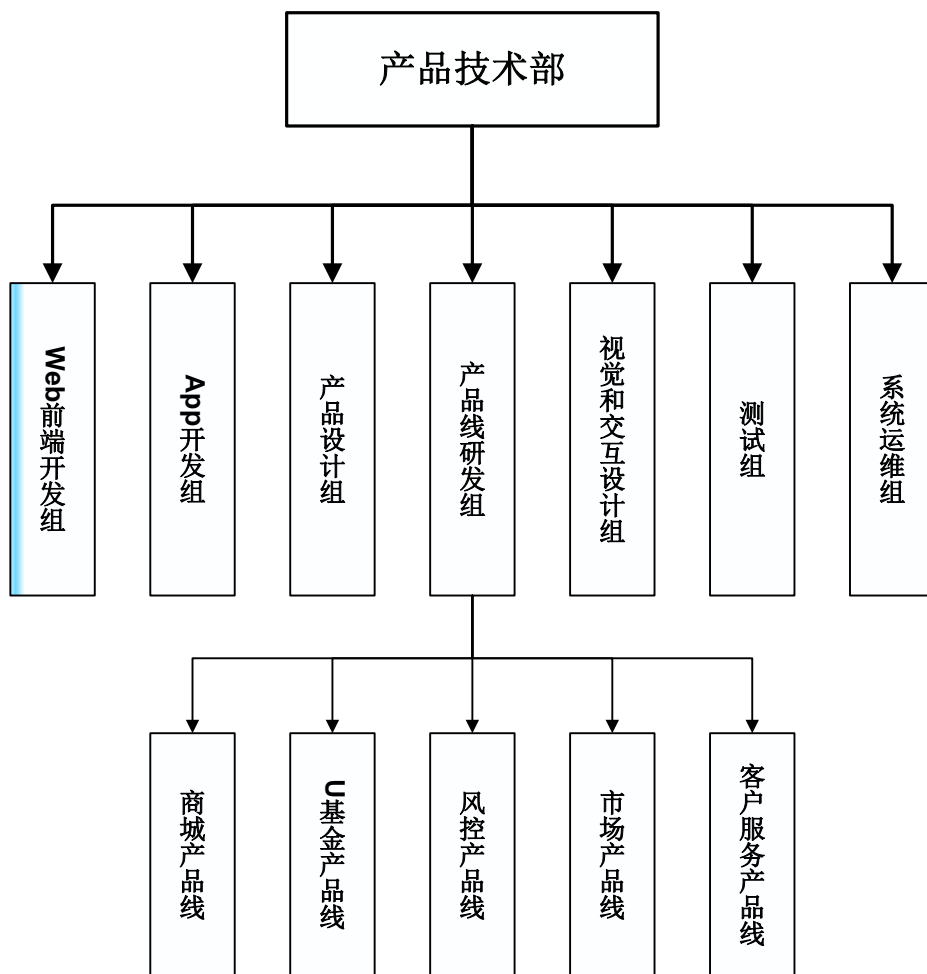 产品技术部
Web前端开发组
App开发组
产品设计组
产品线研发组
视觉和交互设计组
测试组
系统运维组
商城产品线
U基金产品线
风控产品线
市场产品线
客户服务产品线